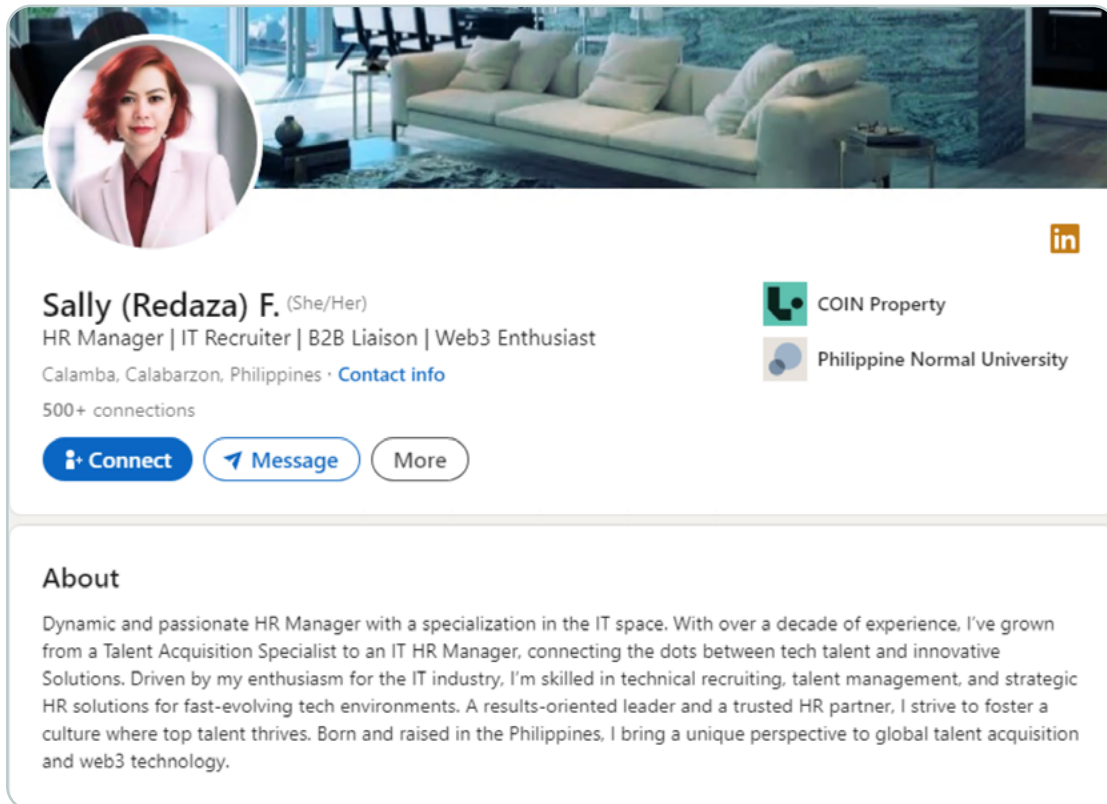 in
Sally (Redaza) F. (She/Her)
HR Manager | IT Recruiter | B2B Liaison | Web3 Enthusiast
Calamba, Calabarzon, Philippines · Contact info
500+ connections
Connect
Message
More
COIN Property
Philippine Normal University
About
Dynamic and passionate HR Manager with a specialization in the IT space. With over a decade of experience, I've grown
from a Talent Acquisition Specialist to an IT HR Manager, connecting the dots between tech talent and innovative
Solutions. Driven by my enthusiasm for the IT industry, I'm skilled in technical recruiting, talent management, and strategic
HR solutions for fast-evolving tech environments. A results-oriented leader and a trusted HR partner, I strive to foster a
culture where top talent thrives. Born and raised in the Philippines, I bring a unique perspective to global talent acquisition
and web3 technology.